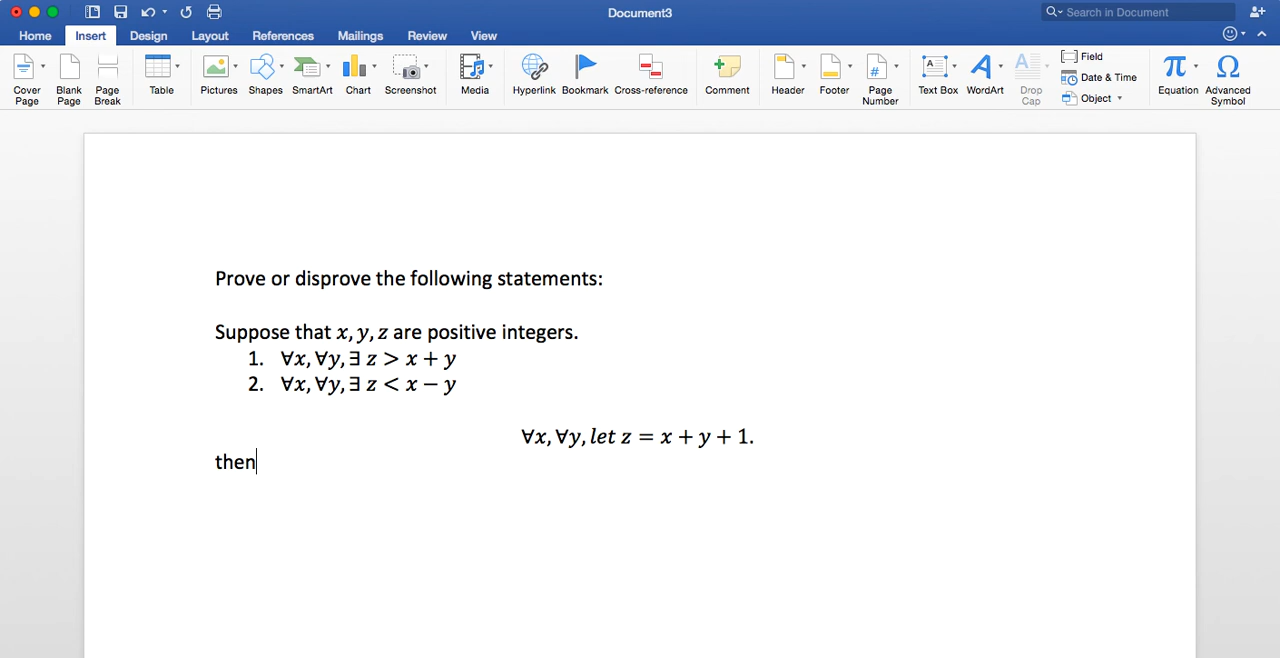 Document3
Search in Document
Home Insert Design Layout References Mailings Review View
Cover Page
Blank Page
Page Break
Table
Pictures
Shapes
SmartArt
Chart
Screenshot
Media
Hyperlink
Bookmark
Cross-reference
Comment
Header
Footer
Page Number
Text Box
WordArt
Drop Cap
Field
Date & Time
Object
Equation
Advanced Symbol
Prove or disprove the following statements:
Suppose that x, y, z are positive integers.
1. ∀x, ∀y, ∃ z > x + y
2. ∀x, ∀y, ∃ z < x − y
∀x, ∀y, let z = x + y + 1.
then